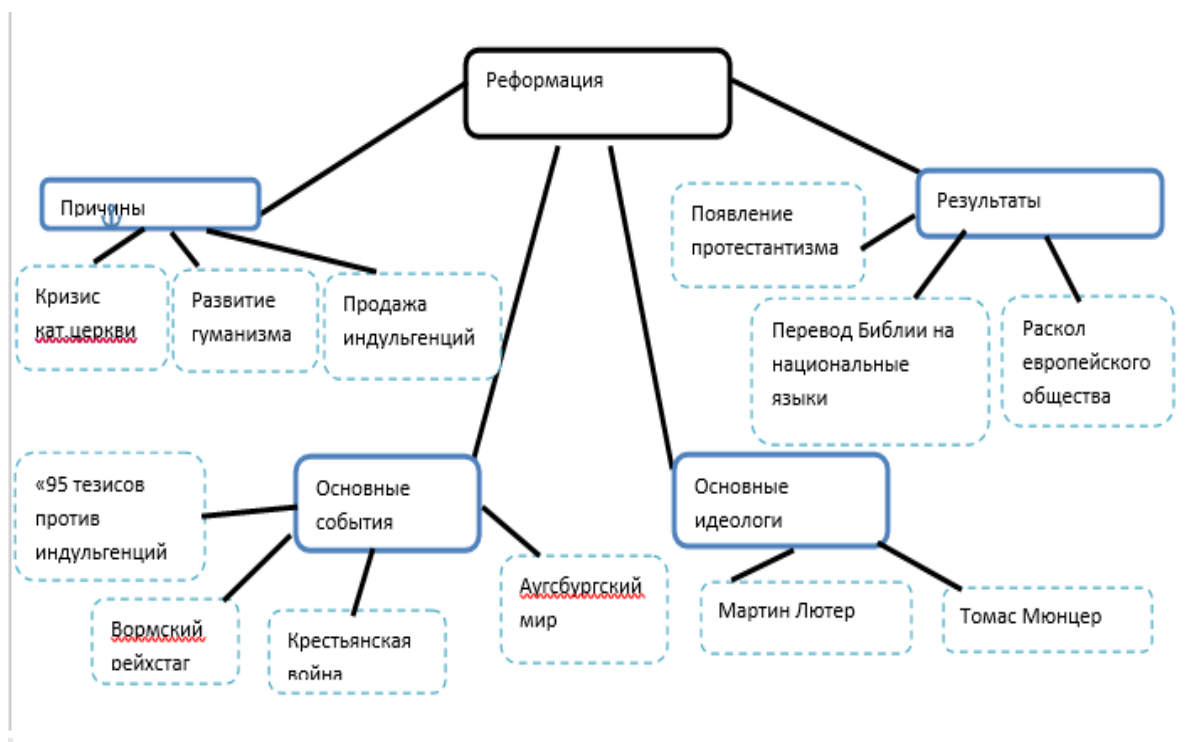 Реформация
Причины
Кризис
кат.церкви
Развитие
гуманизма
Продажа
индульгенций
Результаты
Появление
протестантизма
Перевод Библии на
национальные
языки
Раскол
европейского
общества
Основные
события
«95 тезисов
против
индульгенций
Вормский
рейхстаг
Крестьянская
война
Аугсбургский
мир
Основные
идеологи
Мартин Лютер
Томас Мюнцер